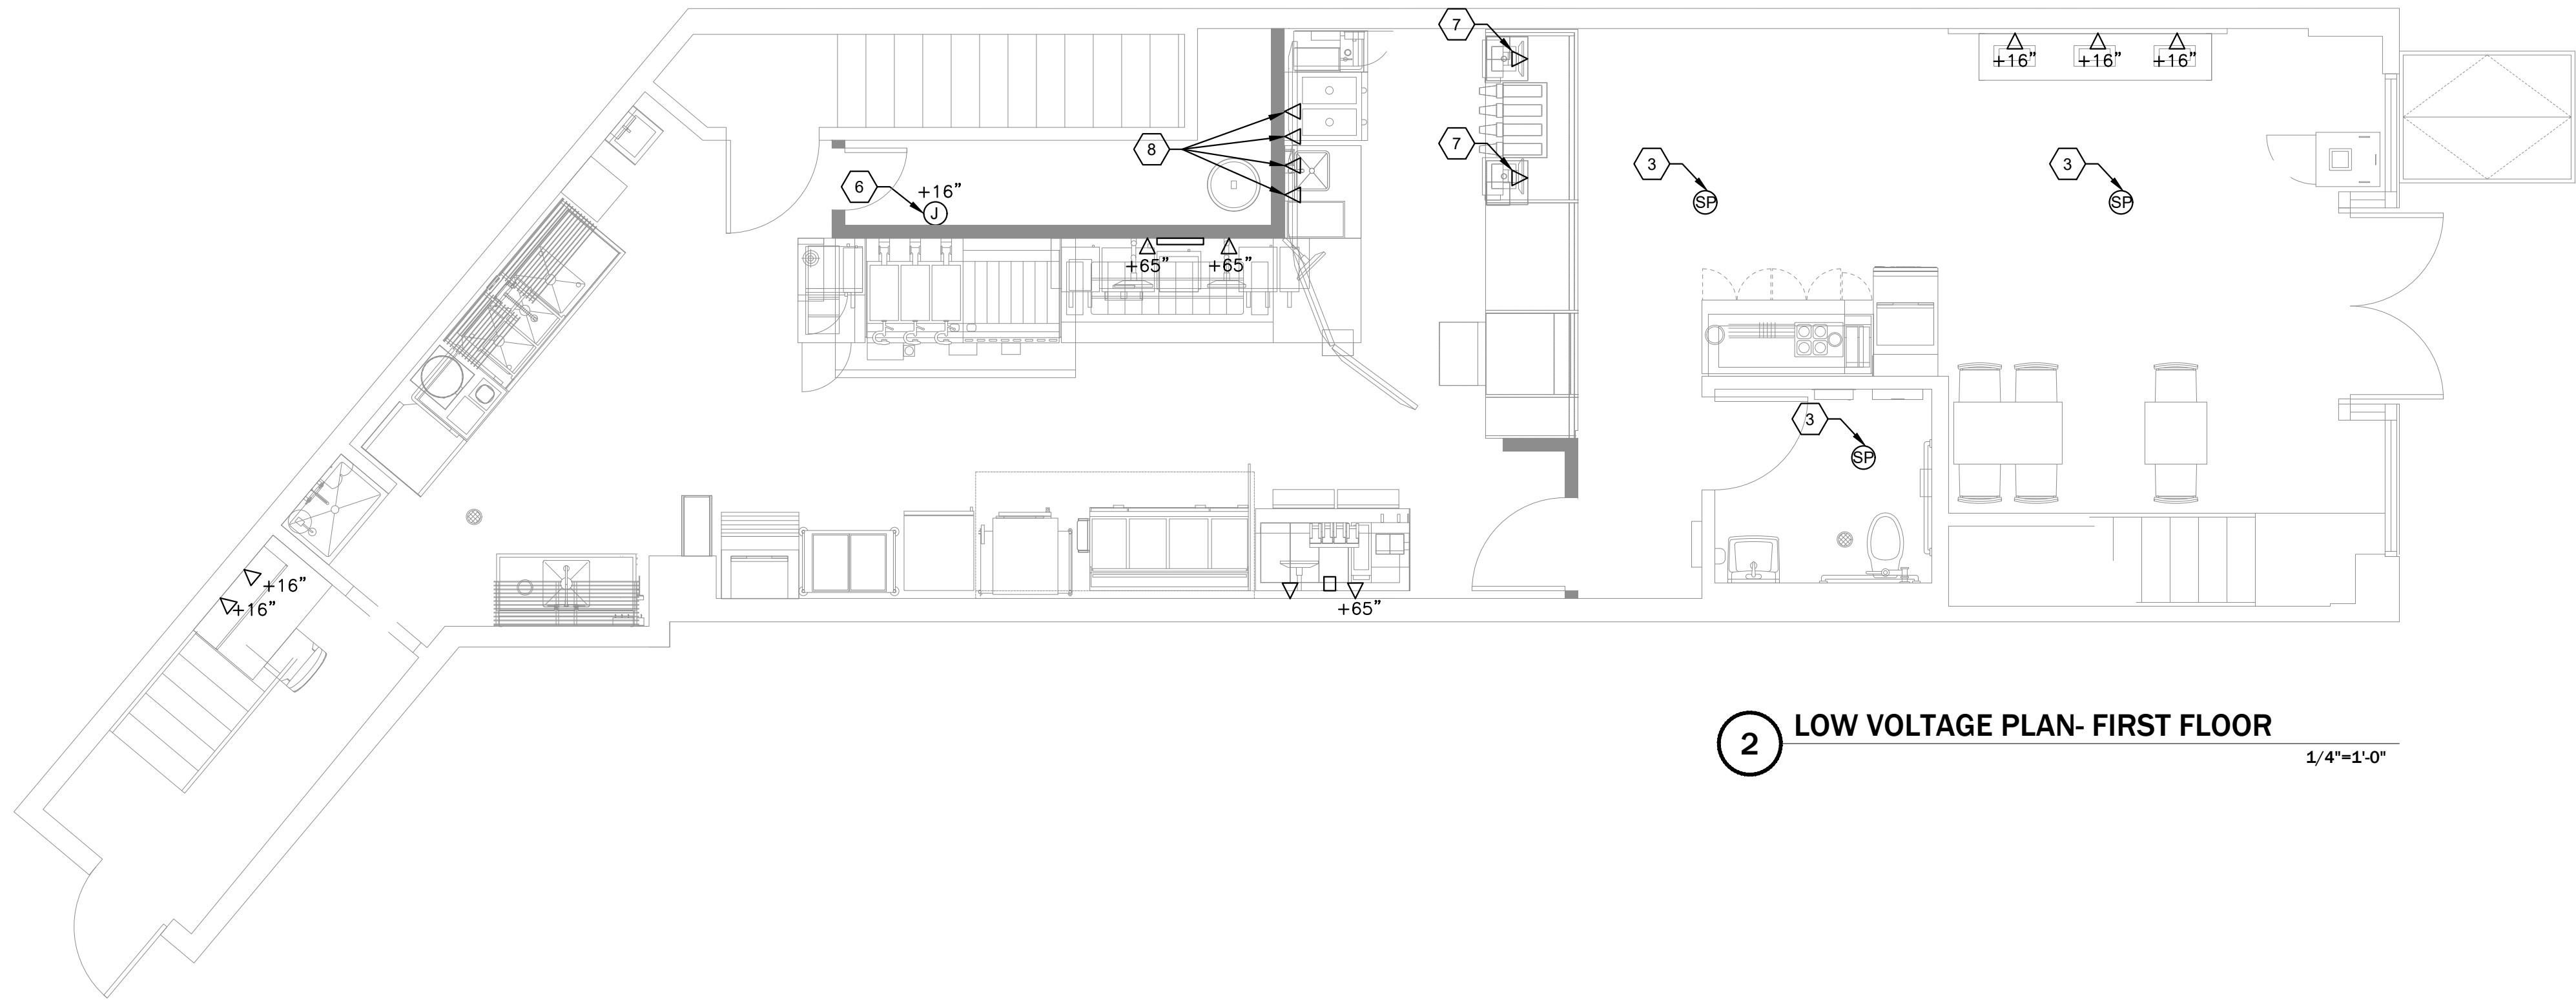 7
+16” +16” +16”
8
7
3
3
6
+16”
J
SP
SP
+65” +65”
3
SP
+16”
+16”
+65”
2
LOW VOLTAGE PLAN- FIRST FLOOR
1/4"=1'-0"